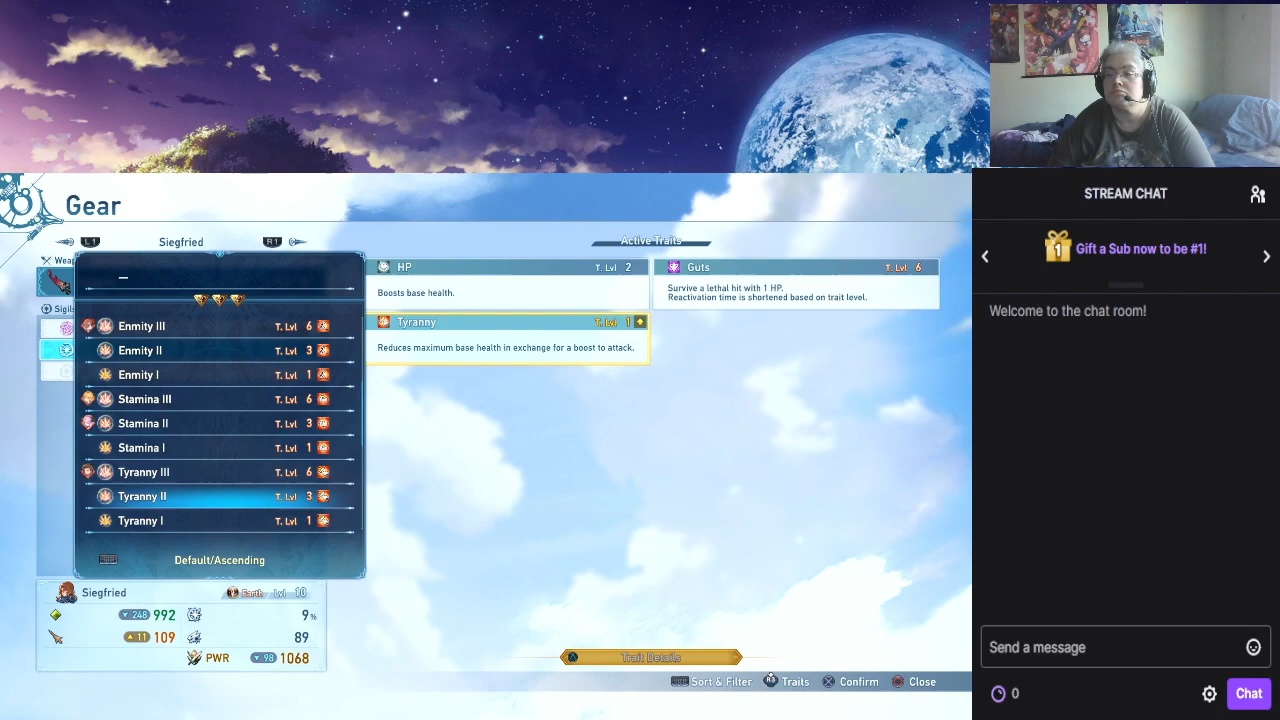 Gear
L1
Siegfried
R1
Active Traits
Weap
Sigils
—
Enmity III T. Lvl 6
Enmity II T. Lvl 3
Enmity I T. Lvl 1
Stamina III T. Lvl 6
Stamina II T. Lvl 3
Stamina I T. Lvl 1
Tyranny III T. Lvl 6
Tyranny II T. Lvl 3
Tyranny I T. Lvl 1
Default/Ascending
HP T. Lvl 2
Boosts base health.
Guts T. Lvl 6
Survive a lethal hit with 1 HP.
Reactivation time is shortened based on trait level.
Tyranny T. Lvl 1
Reduces maximum base health in exchange for a boost to attack.
Siegfried Earth Lvl 10
248 992 9%
11 109 89
PWR 98 1068
Trait Details
Sort & Filter R3 Traits Confirm Close
STREAM CHAT
1 Gift a Sub now to be #1!
Welcome to the chat room!
Send a message
0
Chat